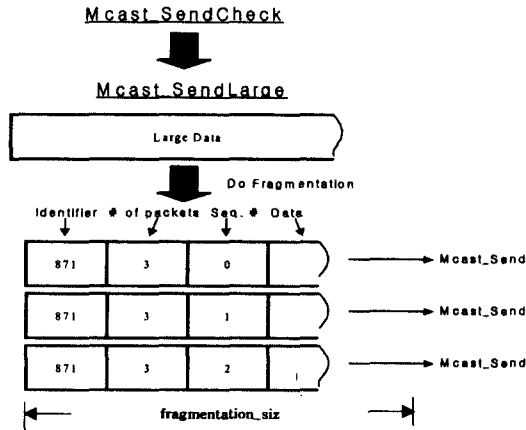 Mcast_SendCheck
Mcast_SendLarge
Large Data
Do Fragmentation
Identifier # of packets Seq. # Data
871 3 0
Mcast_Send
871 3 1
Mcast_Send
871 3 2
Mcast_Send
fragmentation_siz